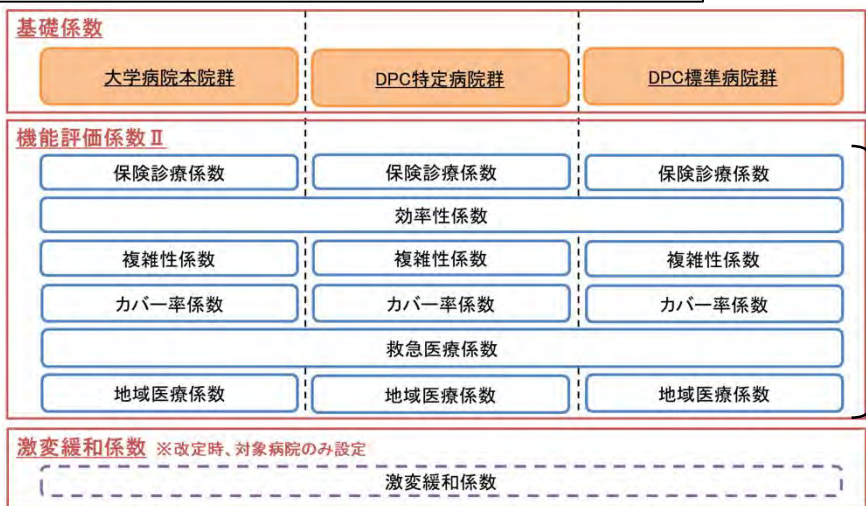 基礎係数
大学病院本院群 DPC特定病院群 DPC標準病院群
機能評価係数Ⅱ
保険診療係数 保険診療係数 保険診療係数
効率性係数
複雑性係数 複雑性係数 複雑性係数
カバー率係数 カバー率係数 カバー率係数
救急医療係数
地域医療係数 地域医療係数 地域医療係数
激変緩和係数 ※改定時、対象病院のみ設定
激変緩和係数